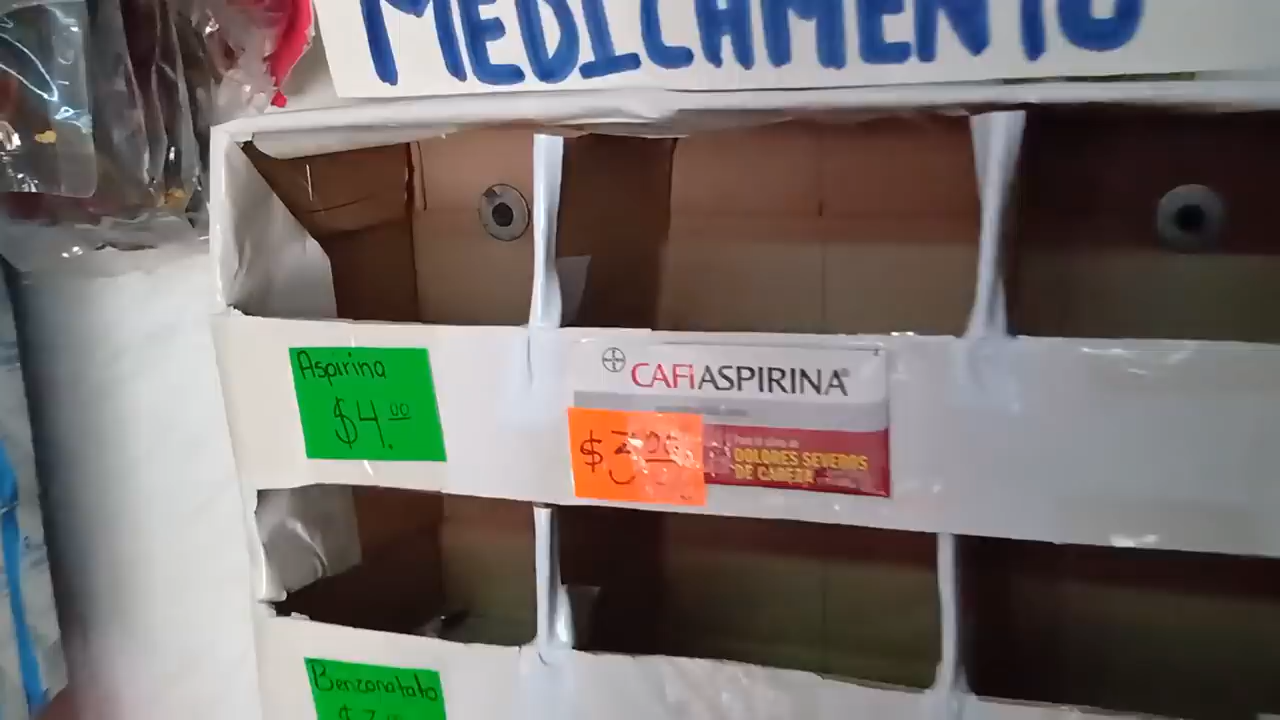 MEDICAMENTO
Aspirina
$4.00
CAFiASPIRINA®
DOLORES SEVEROS
DE CABEZA
Benzonatato